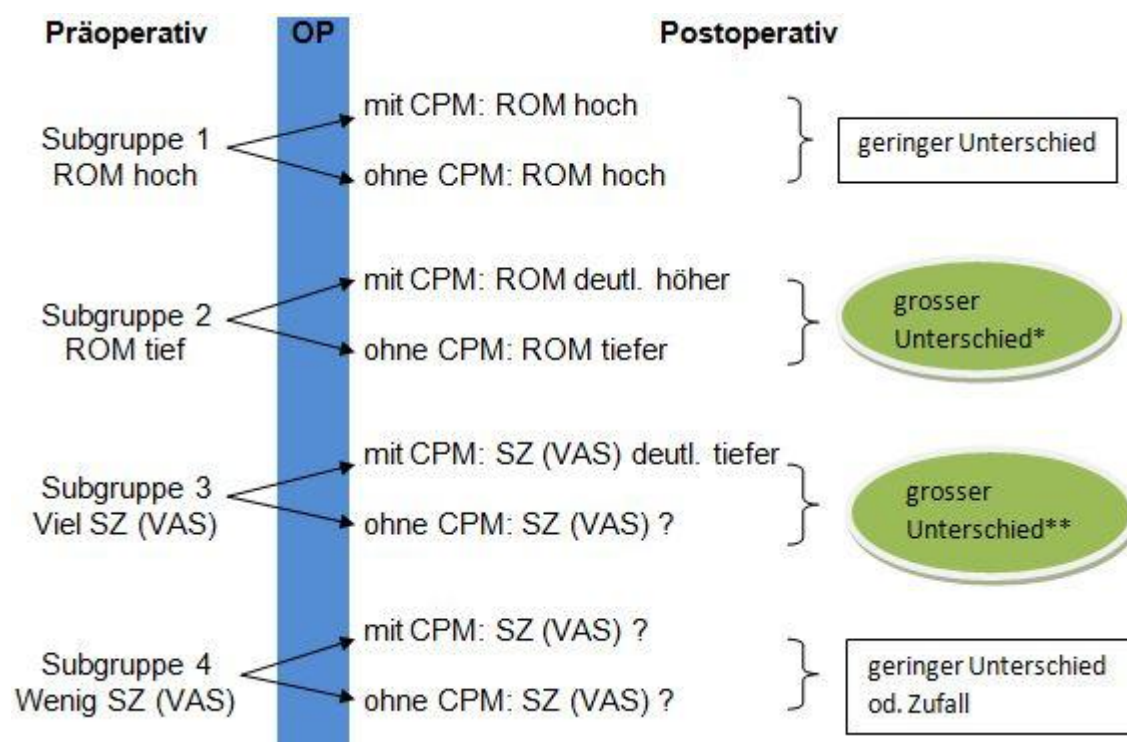 Präoperativ OP Postoperativ
mit CPM: ROM hoch
Subgruppe 1
ROM hoch
geringer Unterschied
ohne CPM: ROM hoch
mit CPM: ROM deutl. höher
Subgruppe 2
ROM tief
grosser
Unterschied*
ohne CPM: ROM tiefer
mit CPM: SZ (VAS) deutl. tiefer
Subgruppe 3
Viel SZ (VAS)
grosser
Unterschied**
ohne CPM: SZ (VAS) ?
mit CPM: SZ (VAS) ?
Subgruppe 4
Wenig SZ (VAS)
geringer Unterschied
od. Zufall
ohne CPM: SZ (VAS) ?